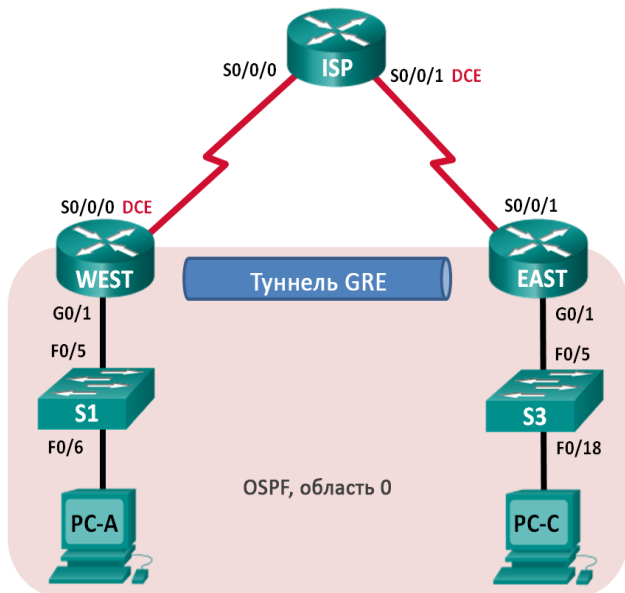 ISP
S0/0/0
S0/0/1 DCE
S0/0/0 DCE
S0/0/1
WEST
Туннель GRE
EAST
G0/1
G0/1
F0/5
F0/5
S1
S3
F0/6
F0/18
OSPF, область 0
PC-A
PC-C